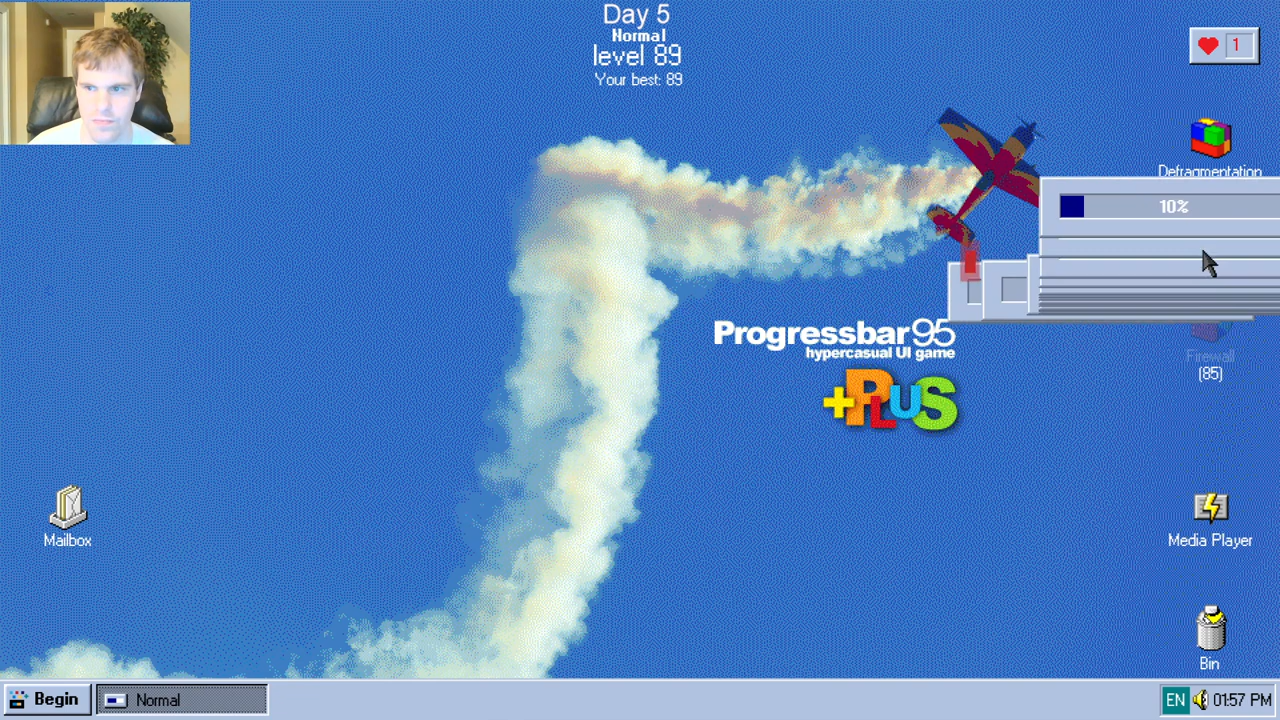 Day 5
Normal
level 89
Your best: 89
1
Defragmentation
10%
Progressbar95
hypercasual UI game
+PLUS
Firewall
(85)
Mailbox
Media Player
Bin
Begin
Normal
EN
01:57 PM